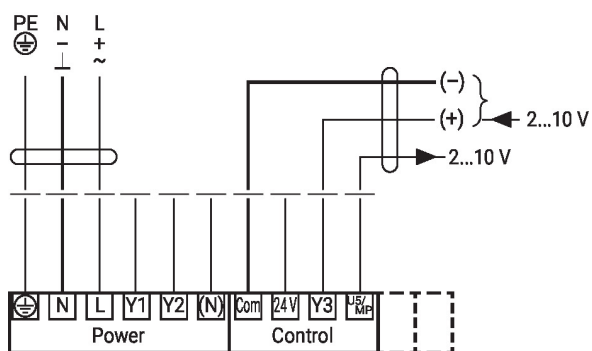 PE N L
- +
~
(-)
(+) 2...10 V
2...10 V
N L Y1 Y2 (N) Com 24 V Y3 U5/MP
Power Control